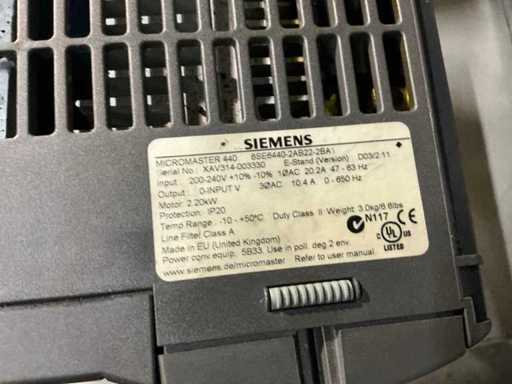 SIEMENS
MICROMASTER 440 6SE6440-2AB22-2BA1
Serial No: XAV314-003330 E-Stand (Version) D03/2.11
Input: 200-240V +10% -10% 1ØAC 20.2A 47 - 63 Hz
Output: 0-INPUT V 3ØAC 10.4 A 0 - 650 Hz
Motor: 2.20kW
Protection: IP20
Temp Range: -10 - +50ºC Duty Class II Weight: 3.0kg/6.6lbs
Line Filter Class A
Made in EU (United Kingdom)
Power conv.equip. 5B33. Use in poll. deg 2 env.
www.siemens.de/micromaster Refer to user manual.
N117
C UL US
LISTED